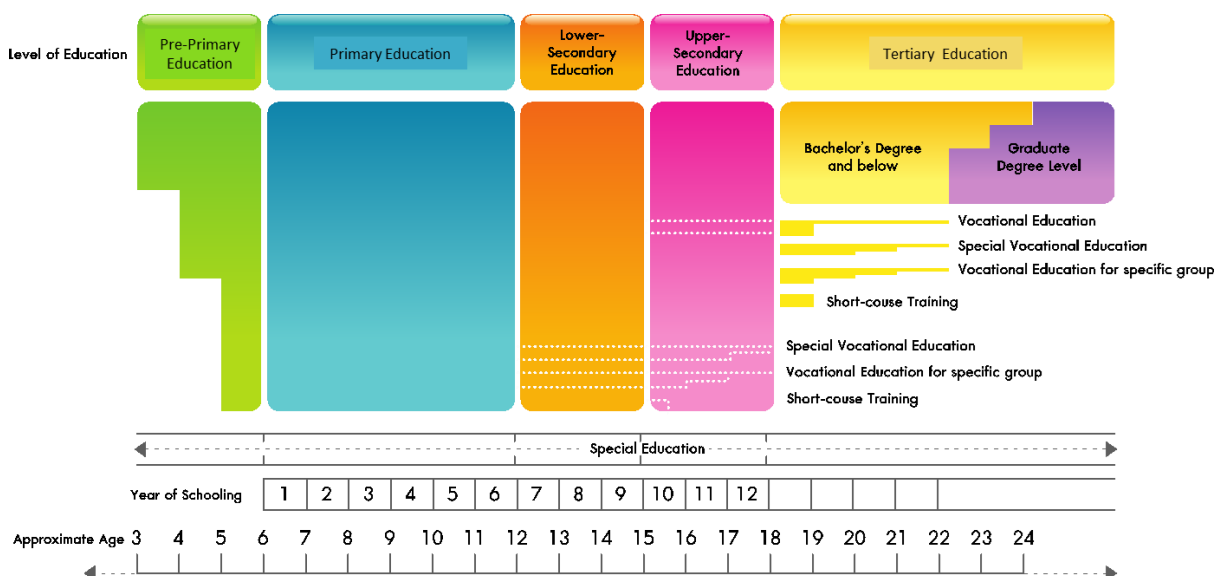 Level of Education
Pre-Primary
Education
Primary Education
Lower-
Secondary
Education
Upper-
Secondary
Education
Tertiary Education
Bachelor's Degree
and below
Graduate
Degree Level
Vocational Education
Special Vocational Education
Vocational Education for specific group
Short-couse Training
Special Vocational Education
Vocational Education for specific group
Short-couse Training
Special Education
Year of Schooling 1 2 3 4 5 6 7 8 9 10 11 12
Approximate Age 3 4 5 6 7 8 9 10 11 12 13 14 15 16 17 18 19 20 21 22 23 24